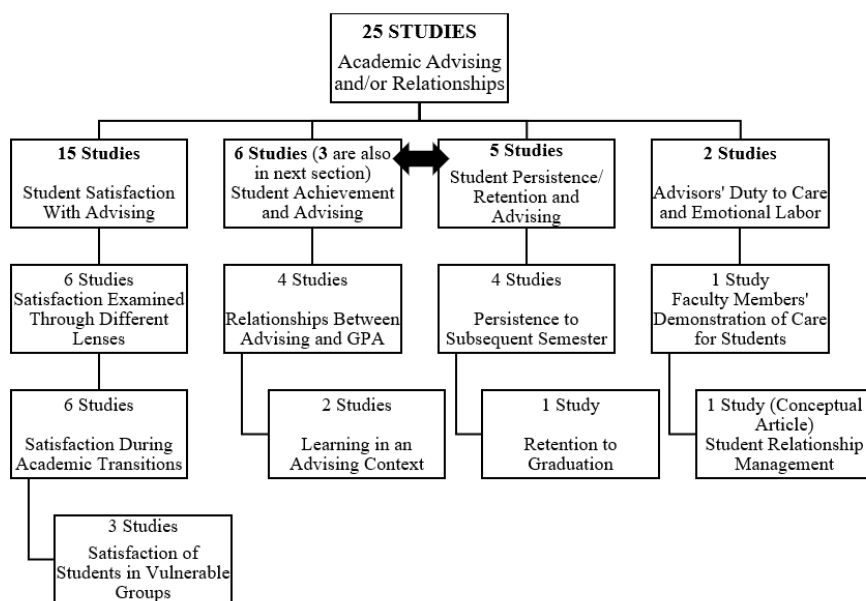 25 STUDIES
Academic Advising
and/or Relationships
15 Studies
Student Satisfaction
With Advising
6 Studies (3 are also
in next section)
Student Achievement
and Advising
5 Studies
Student Persistence/
Retention and
Advising
2 Studies
Advisors' Duty to Care
and Emotional Labor
6 Studies
Satisfaction Examined
Through Different
Lenses
4 Studies
Relationships Between
Advising and GPA
4 Studies
Persistence to
Subsequent Semester
1 Study
Faculty Members'
Demonstration of Care
for Students
6 Studies
Satisfaction During
Academic Transitions
2 Studies
Learning in an
Advising Context
1 Study
Retention to
Graduation
1 Study (Conceptual
Article)
Student Relationship
Management
3 Studies
Satisfaction of
Students in Vulnerable
Groups